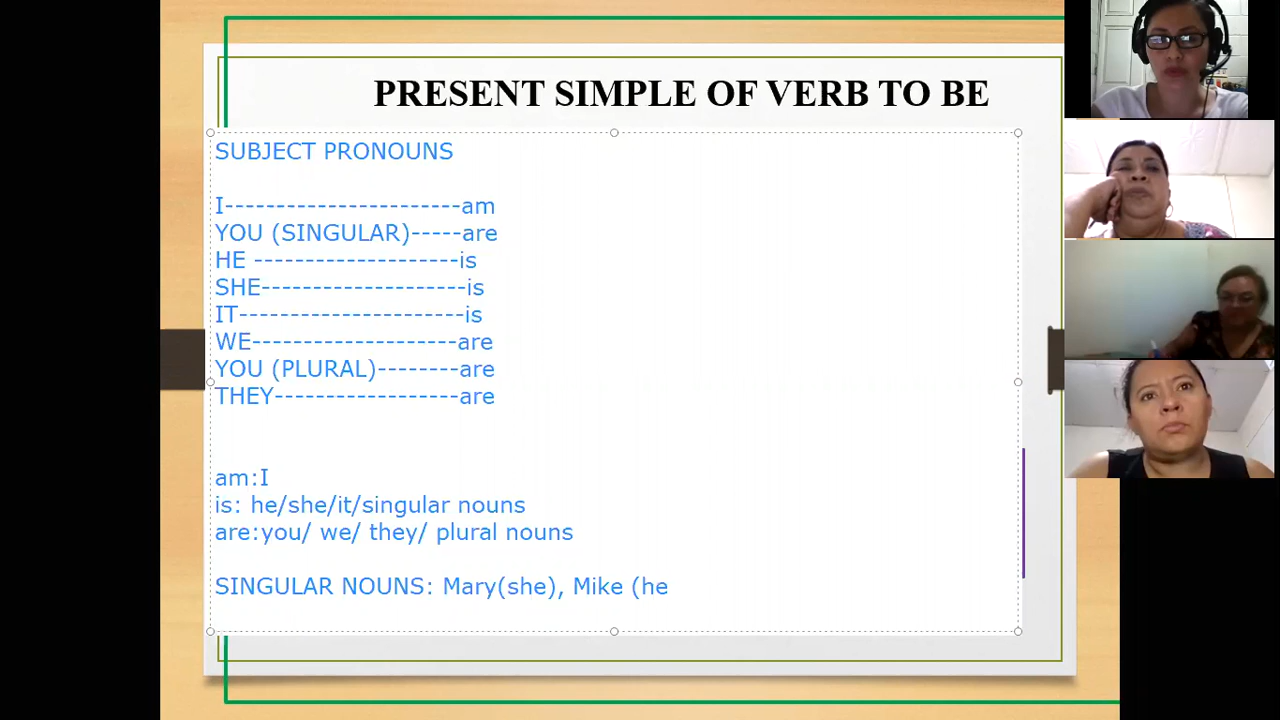 PRESENT SIMPLE OF VERB TO BE
SUBJECT PRONOUNS
I-----------------------am
YOU (SINGULAR)-----are
HE --------------------is
SHE--------------------is
IT----------------------is
WE--------------------are
YOU (PLURAL)--------are
THEY------------------are
am:I
is: he/she/it/singular nouns
are:you/ we/ they/ plural nouns
SINGULAR NOUNS: Mary(she), Mike (he